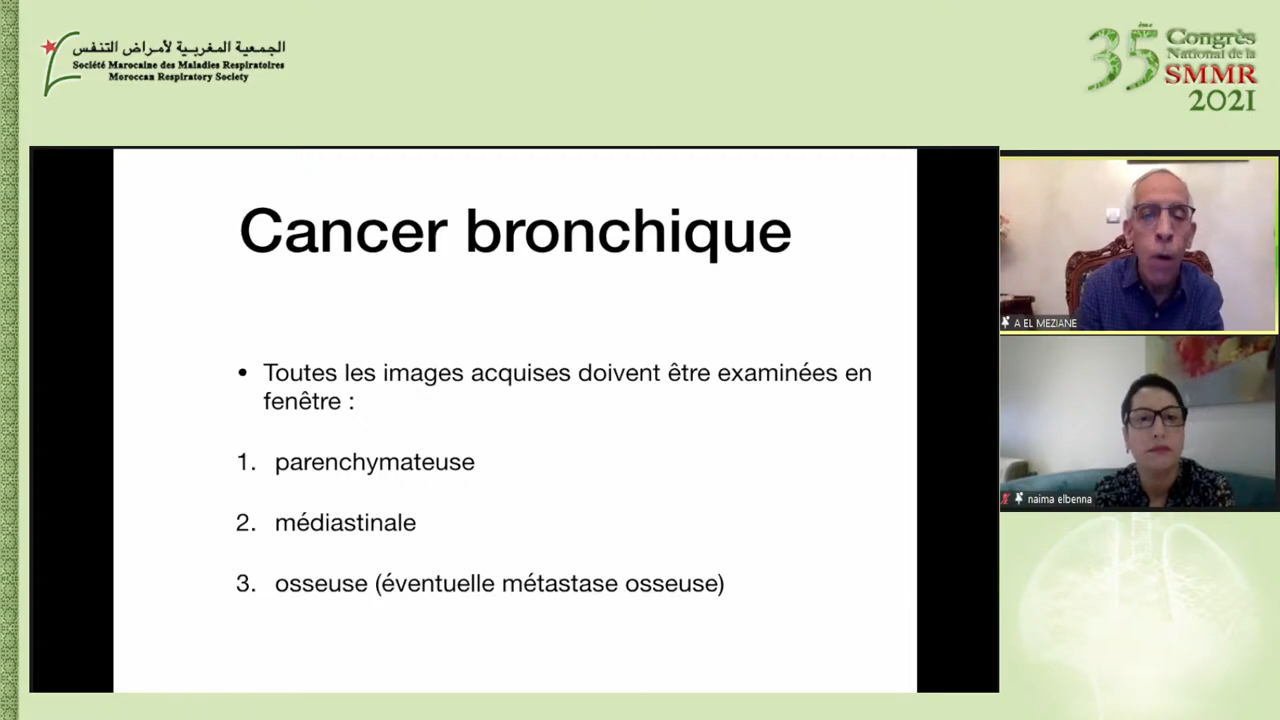 الجمعية المغربية لأمراض التنفس
Société Marocaine des Maladies Respiratoires
Moroccan Respiratory Society
35ème Congrès
National de la
SMMR
2021
Cancer bronchique
• Toutes les images acquises doivent être examinées en
fenêtre :
1. parenchymateuse
2. médiastinale
3. osseuse (éventuelle métastase osseuse)
A EL MEZIANE
naima elbenna